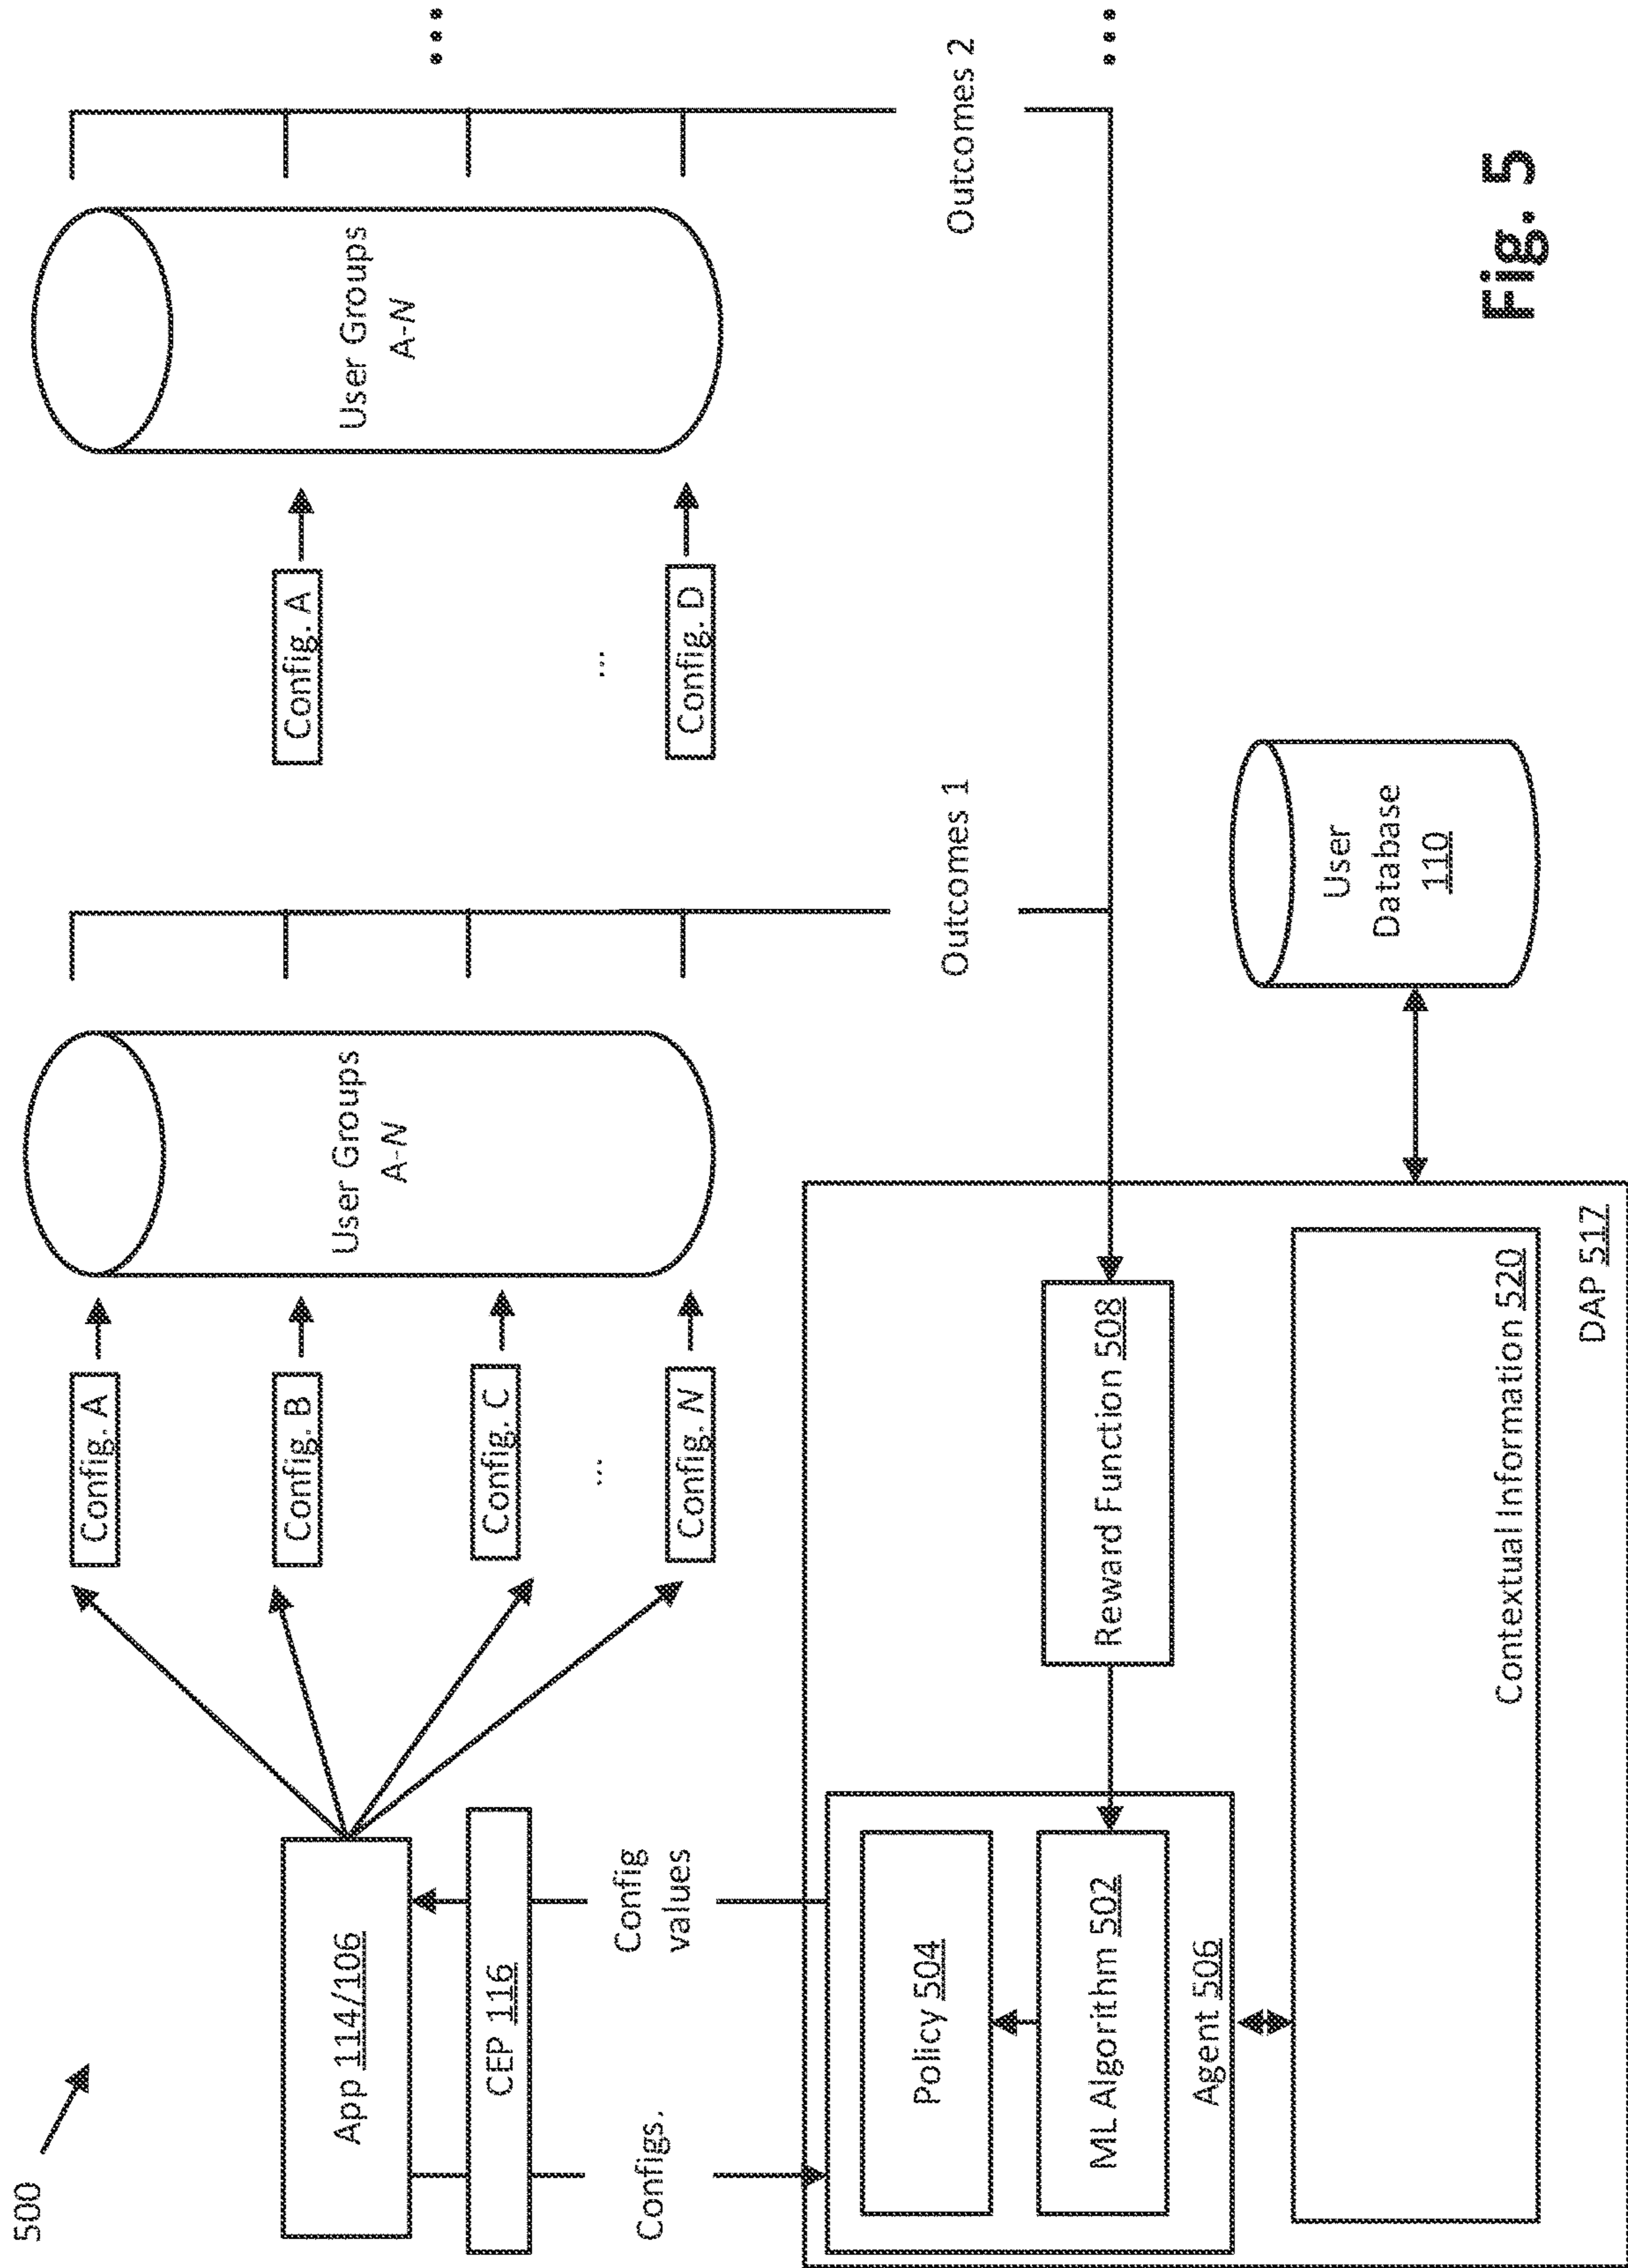 500
App 114/106
CEP 116
Configs.
Config
values
Config. A
Config. B
Config. C
...
Config. N
User Groups
A-N
Outcomes 1
Config. A
...
Config. D
User Groups
A-N
Outcomes 2
...
...
Policy 504
ML Algorithm 502
Agent 506
Reward Function 508
Contextual Information 520
DAP 517
User
Database
110
Fig. 5